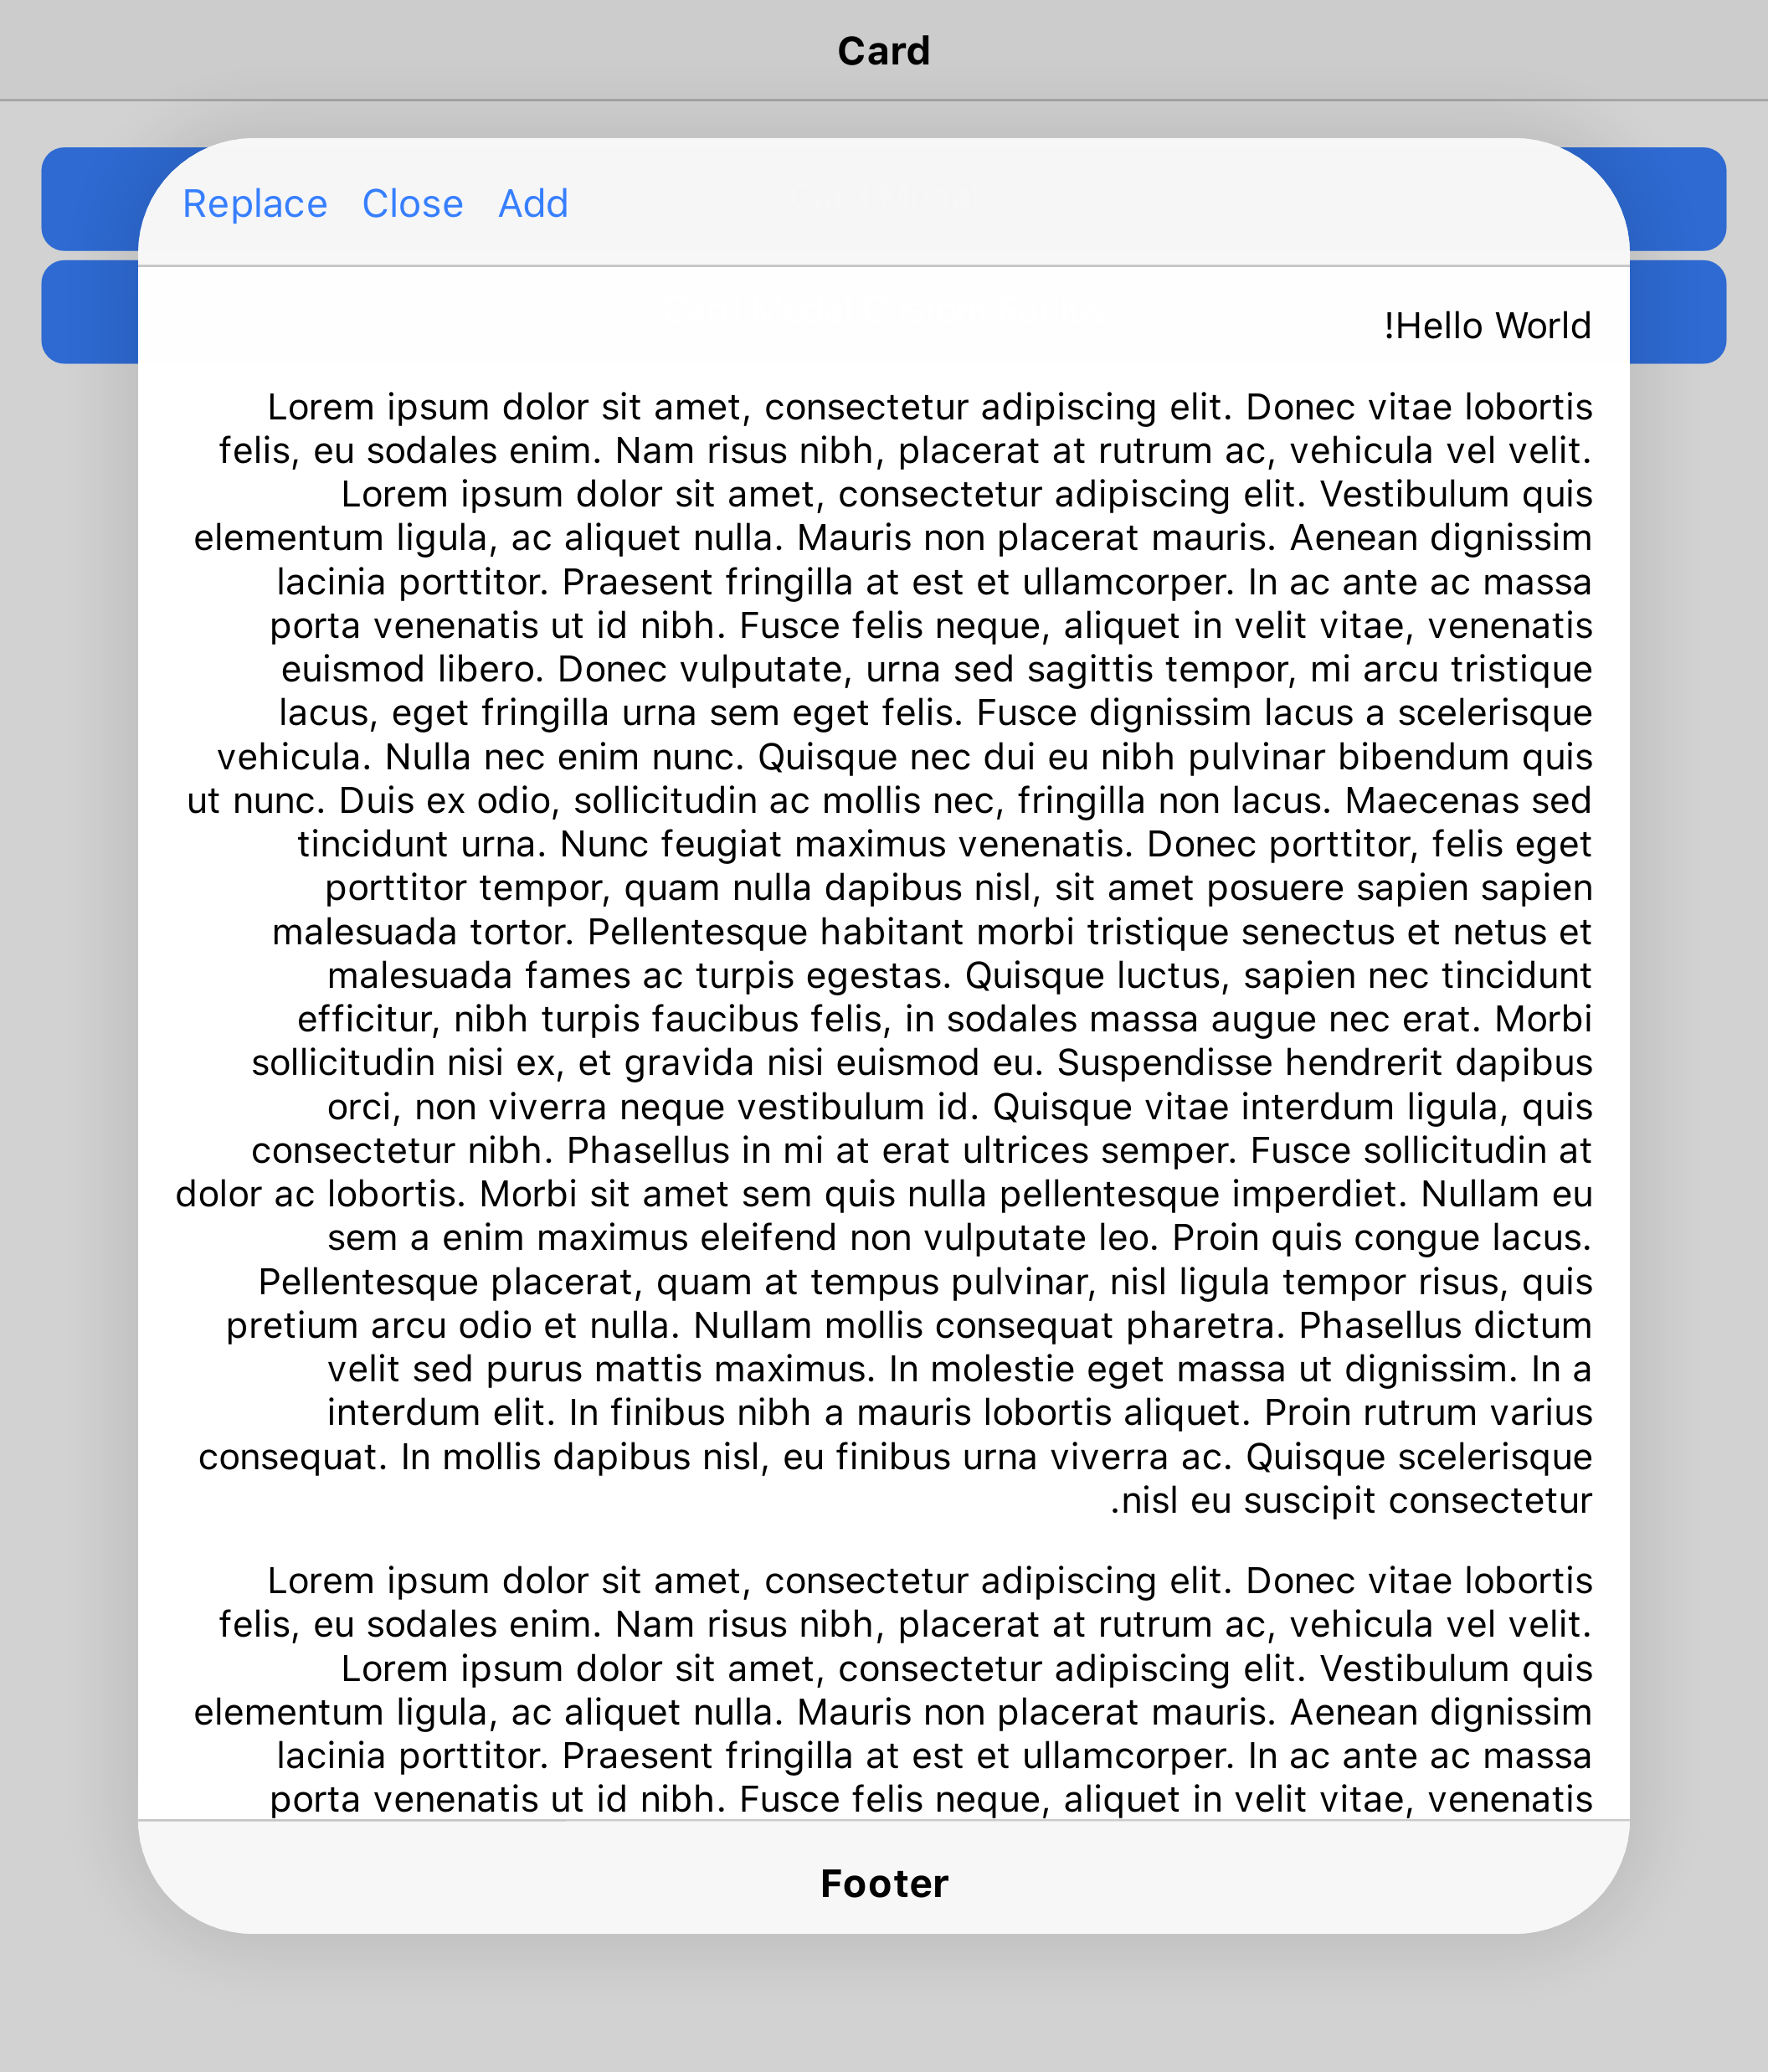 Card
Replace Close Add
!Hello World
Lorem ipsum dolor sit amet, consectetur adipiscing elit. Donec vitae lobortis
felis, eu sodales enim. Nam risus nibh, placerat at rutrum ac, vehicula vel velit.
Lorem ipsum dolor sit amet, consectetur adipiscing elit. Vestibulum quis
elementum ligula, ac aliquet nulla. Mauris non placerat mauris. Aenean dignissim
lacinia porttitor. Praesent fringilla at est et ullamcorper. In ac ante ac massa
porta venenatis ut id nibh. Fusce felis neque, aliquet in velit vitae, venenatis
euismod libero. Donec vulputate, urna sed sagittis tempor, mi arcu tristique
lacus, eget fringilla urna sem eget felis. Fusce dignissim lacus a scelerisque
vehicula. Nulla nec enim nunc. Quisque nec dui eu nibh pulvinar bibendum quis
ut nunc. Duis ex odio, sollicitudin ac mollis nec, fringilla non lacus. Maecenas sed
tincidunt urna. Nunc feugiat maximus venenatis. Donec porttitor, felis eget
porttitor tempor, quam nulla dapibus nisl, sit amet posuere sapien sapien
malesuada tortor. Pellentesque habitant morbi tristique senectus et netus et
malesuada fames ac turpis egestas. Quisque luctus, sapien nec tincidunt
efficitur, nibh turpis faucibus felis, in sodales massa augue nec erat. Morbi
sollicitudin nisi ex, et gravida nisi euismod eu. Suspendisse hendrerit dapibus
orci, non viverra neque vestibulum id. Quisque vitae interdum ligula, quis
consectetur nibh. Phasellus in mi at erat ultrices semper. Fusce sollicitudin at
dolor ac lobortis. Morbi sit amet sem quis nulla pellentesque imperdiet. Nullam eu
sem a enim maximus eleifend non vulputate leo. Proin quis congue lacus.
Pellentesque placerat, quam at tempus pulvinar, nisl ligula tempor risus, quis
pretium arcu odio et nulla. Nullam mollis consequat pharetra. Phasellus dictum
velit sed purus mattis maximus. In molestie eget massa ut dignissim. In a
interdum elit. In finibus nibh a mauris lobortis aliquet. Proin rutrum varius
consequat. In mollis dapibus nisl, eu finibus urna viverra ac. Quisque scelerisque
.nisl eu suscipit consectetur
Lorem ipsum dolor sit amet, consectetur adipiscing elit. Donec vitae lobortis
felis, eu sodales enim. Nam risus nibh, placerat at rutrum ac, vehicula vel velit.
Lorem ipsum dolor sit amet, consectetur adipiscing elit. Vestibulum quis
elementum ligula, ac aliquet nulla. Mauris non placerat mauris. Aenean dignissim
lacinia porttitor. Praesent fringilla at est et ullamcorper. In ac ante ac massa
porta venenatis ut id nibh. Fusce felis neque, aliquet in velit vitae, venenatis
Footer